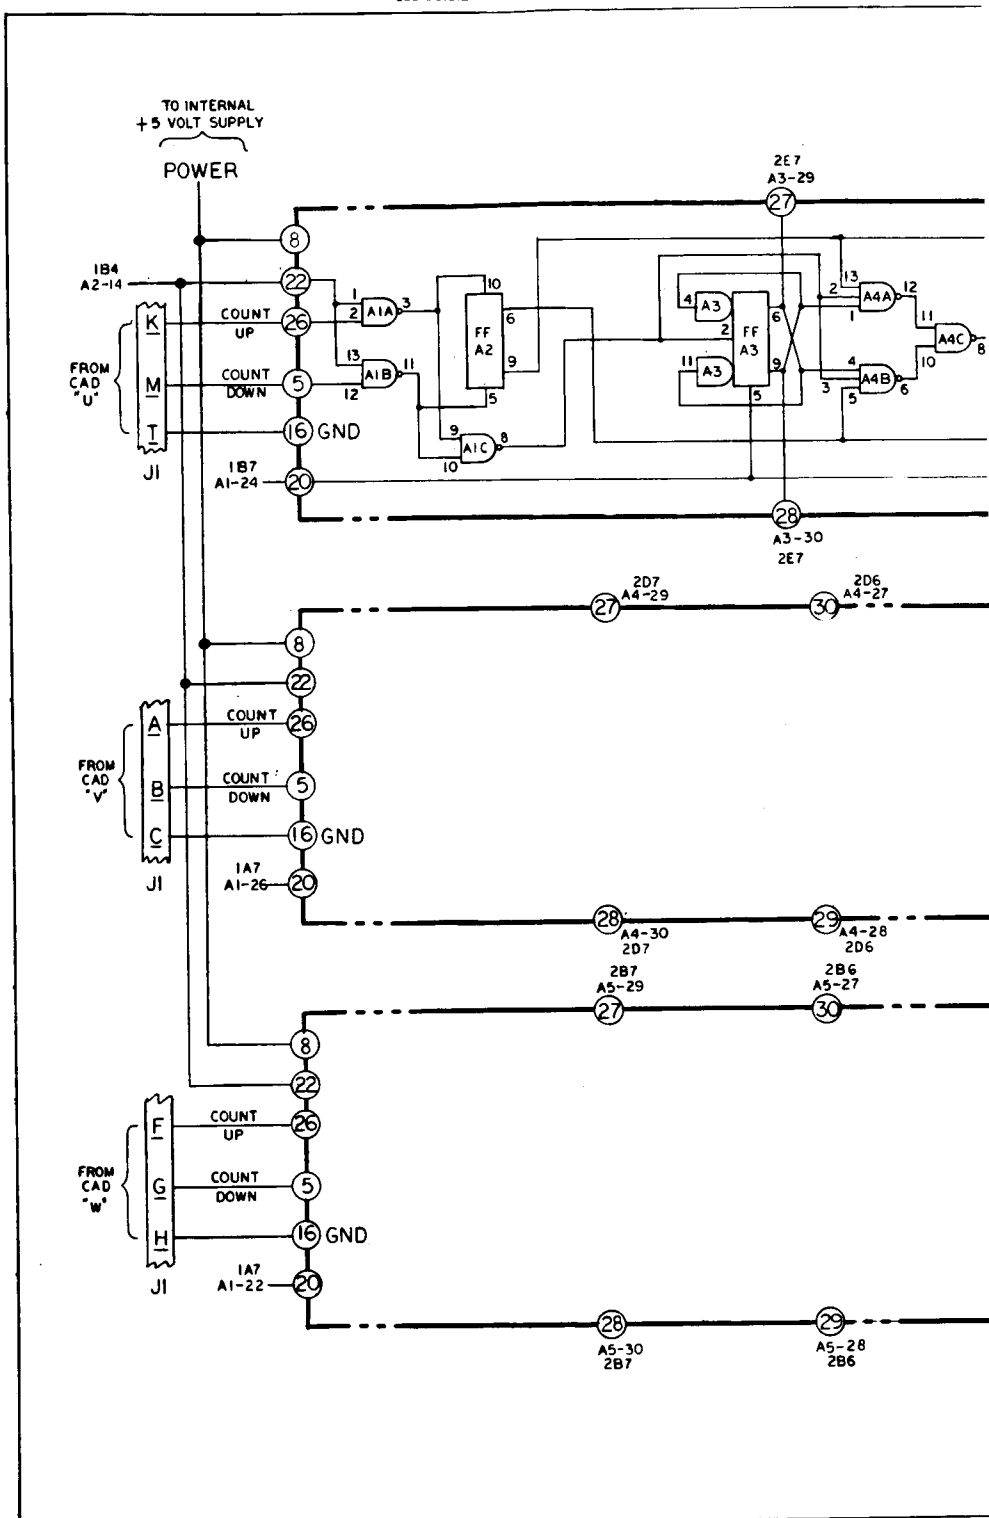 TO INTERNAL
+5 VOLT SUPPLY
POWER
2E7
A3-29
27
8
1B4
A2-14
22
1
2
A1A
3
10
6
FF
A2
9
5
4
A3
2
11
A3
FF
A3
6
9
5
13
2
1
A4A
12
11
10
A4C
8
4
3
5
A4B
6
K
COUNT
UP
26
13
12
A1B
11
FROM
CAD
"U"
M
COUNT
DOWN
5
T
16
GND
9
10
A1C
8
J1
1B7
A1-24
20
28
A3-30
2E7
2D7
A4-29
27
2D6
A4-27
30
8
22
A
COUNT
UP
26
FROM
CAD
"V"
B
COUNT
DOWN
5
C
16
GND
J1
1A7
A1-26
20
28
A4-30
2D7
29
A4-28
2D6
2B7
A5-29
27
2B6
A5-27
30
8
22
F
COUNT
UP
26
FROM
CAD
"W"
G
COUNT
DOWN
5
H
16
GND
J1
1A7
A1-22
20
28
A5-30
2B7
29
A5-28
2B6